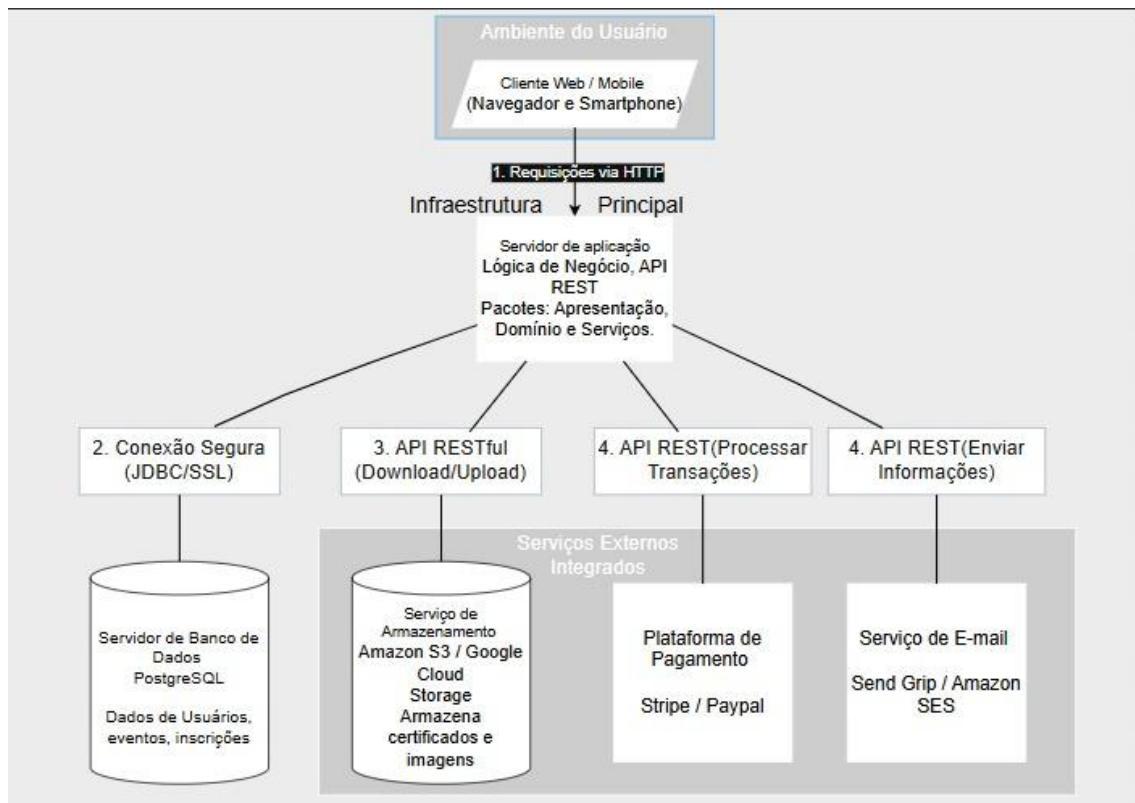 Ambiente do Usuário
Cliente Web / Mobile
(Navegador e Smartphone)
1. Requisições via HTTP
Infraestrutura Principal
Servidor de aplicação
Lógica de Negócio, API
REST
Pacotes: Apresentação,
Domínio e Serviços.
2. Conexão Segura
(JDBC/SSL)
3. API RESTful
(Download/Upload)
4. API REST(Processar
Transações)
4. API REST(Enviar
Informações)
Serviços Externos
Integrados
Servidor de Banco de
Dados
PostgreSQL
Dados de Usuários,
eventos, inscrições
Serviço de
Armazenamento
Amazon S3 / Google
Cloud
Storage
Armazena
certificados e
imagens
Plataforma de
Pagamento
Stripe / Paypal
Serviço de E-mail
Send Grip / Amazon
SES